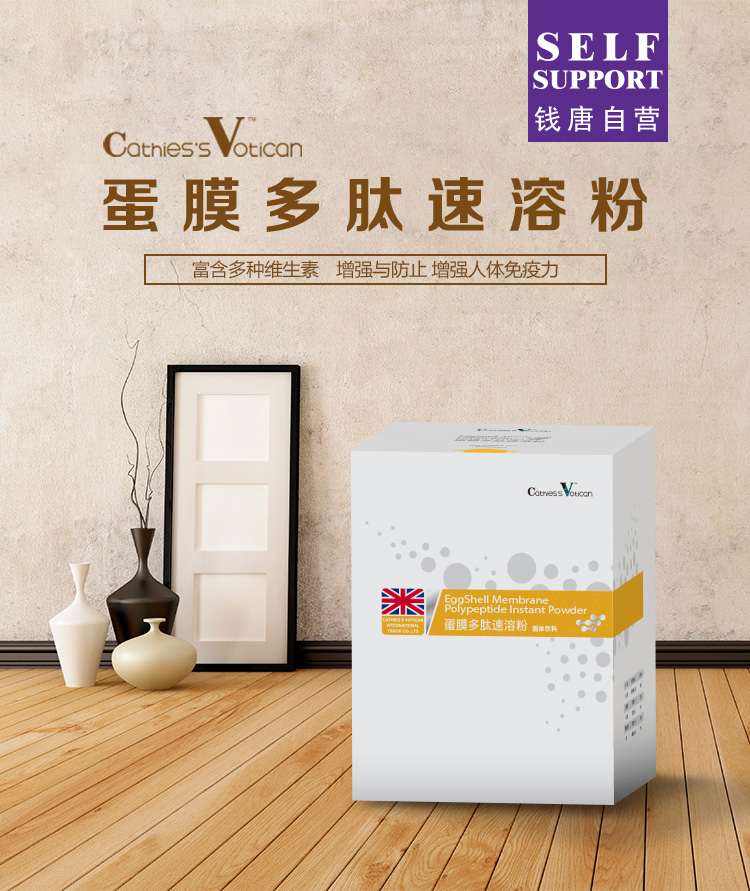 SELF
SUPPORT
钱唐自营
Cathies's Votican™
蛋膜多肽速溶粉
富含多种维生素 增强与防止 增强人体免疫力
Cathies's Votican™
EggShell Membrane
Polypeptide Instant Powder
蛋膜多肽速溶粉 固体饮料
CATHIES'S VOTICAN
INTERNATIONAL
TRADE CO.,LTD